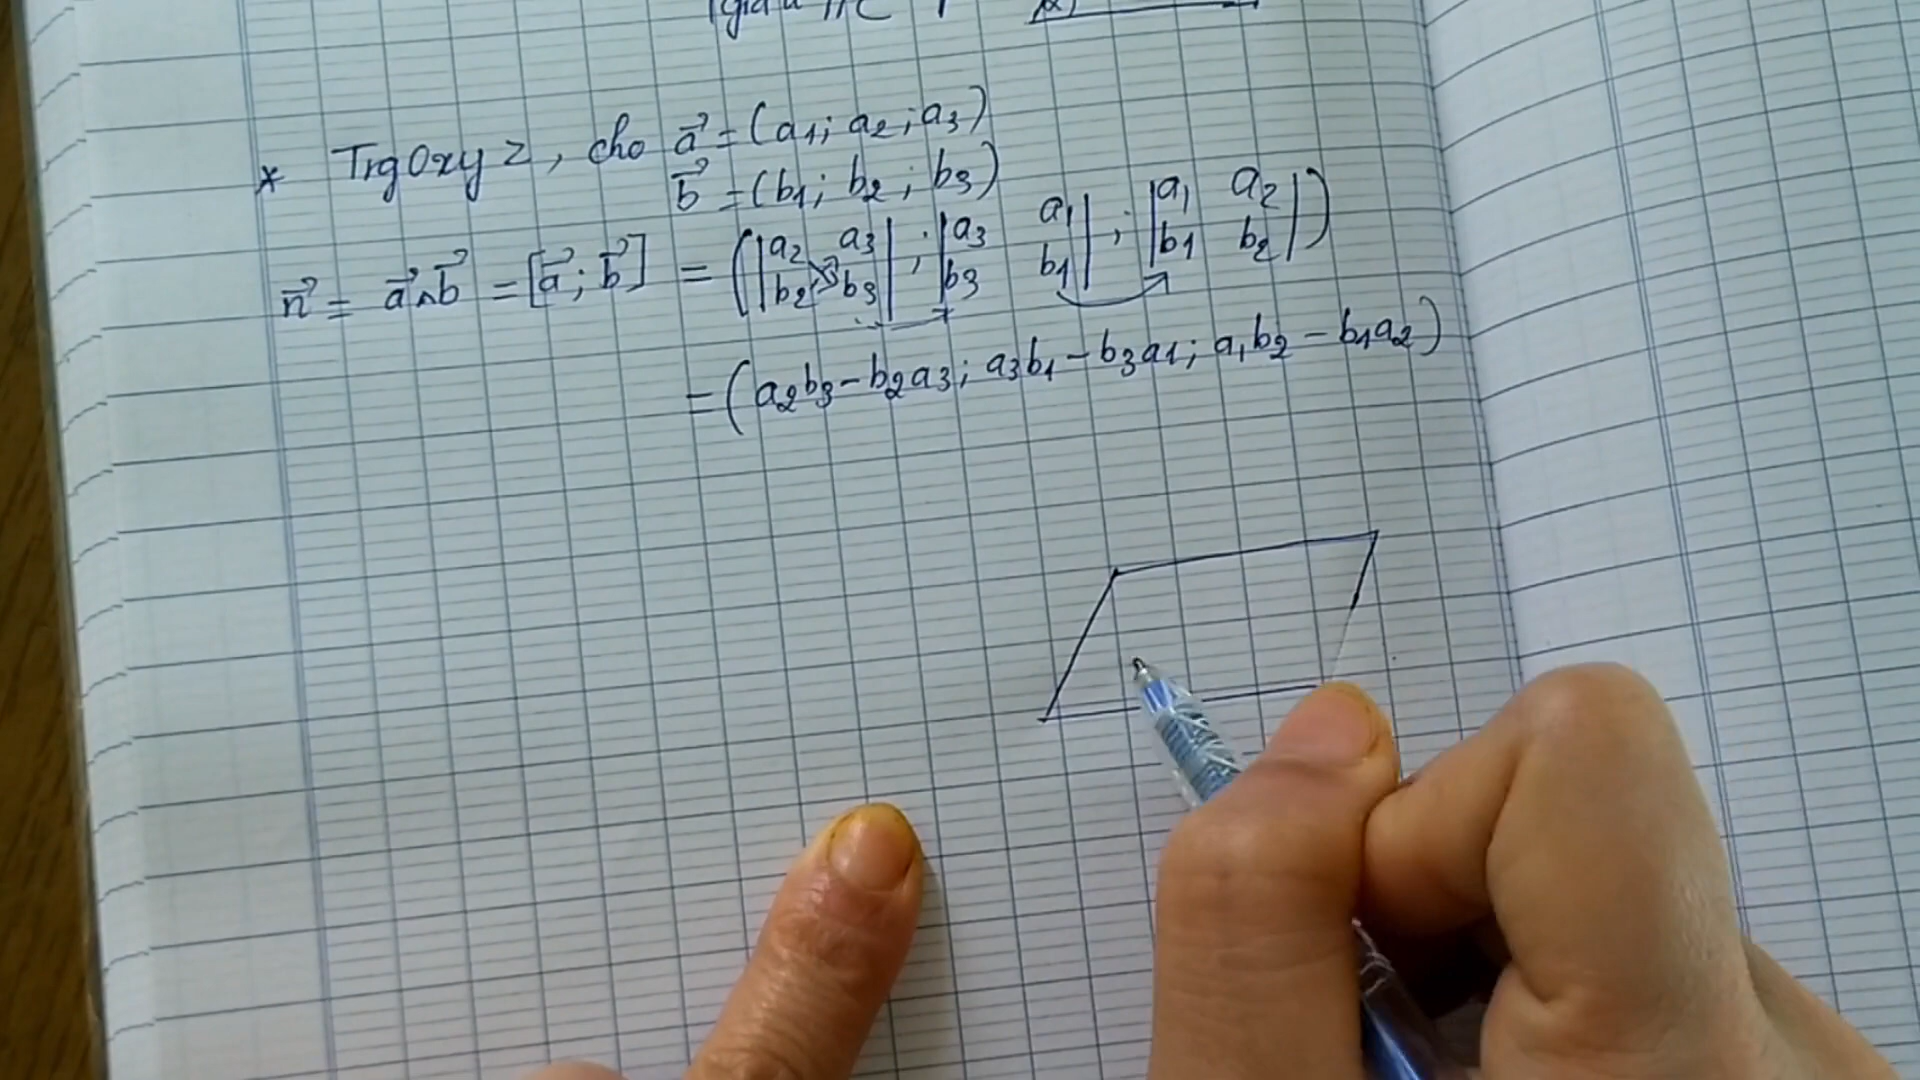 * Trg Oxyz, cho a⃗ = (a1; a2; a3)
b⃗ = (b1; b2; b3)
n⃗ = a⃗ ∧ b⃗ = [a⃗; b⃗] = (|a2 a3| ; |a3 a1| ; |a1 a2|)
|b2 b3| |b3 b1| |b1 b2|
= (a2b3 - b2a3; a3b1 - b3a1; a1b2 - b1a2)